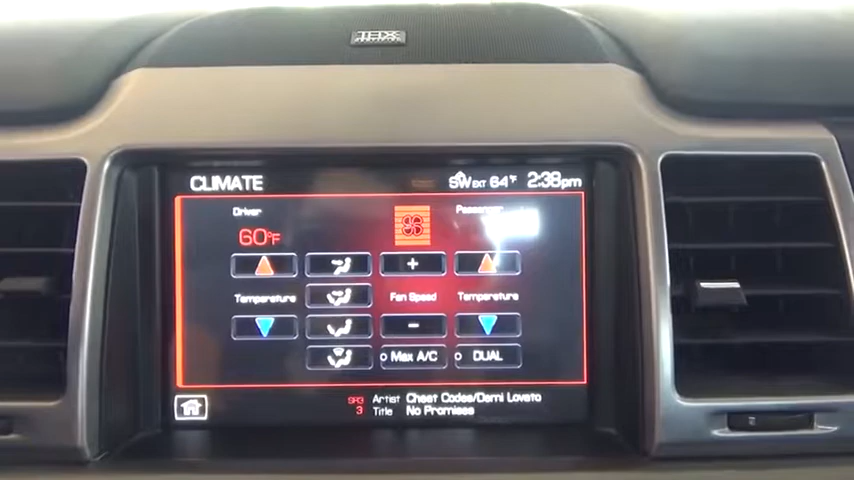 THX
CLIMATE
SW EXT 64°F 2:38pm
Driver
Passenger
60°F
+
Temperature
Fan Speed
Temperature
−
Max A/C
DUAL
SR3 Artist Cheat Codes/Demi Lovato
3 Title No Promises